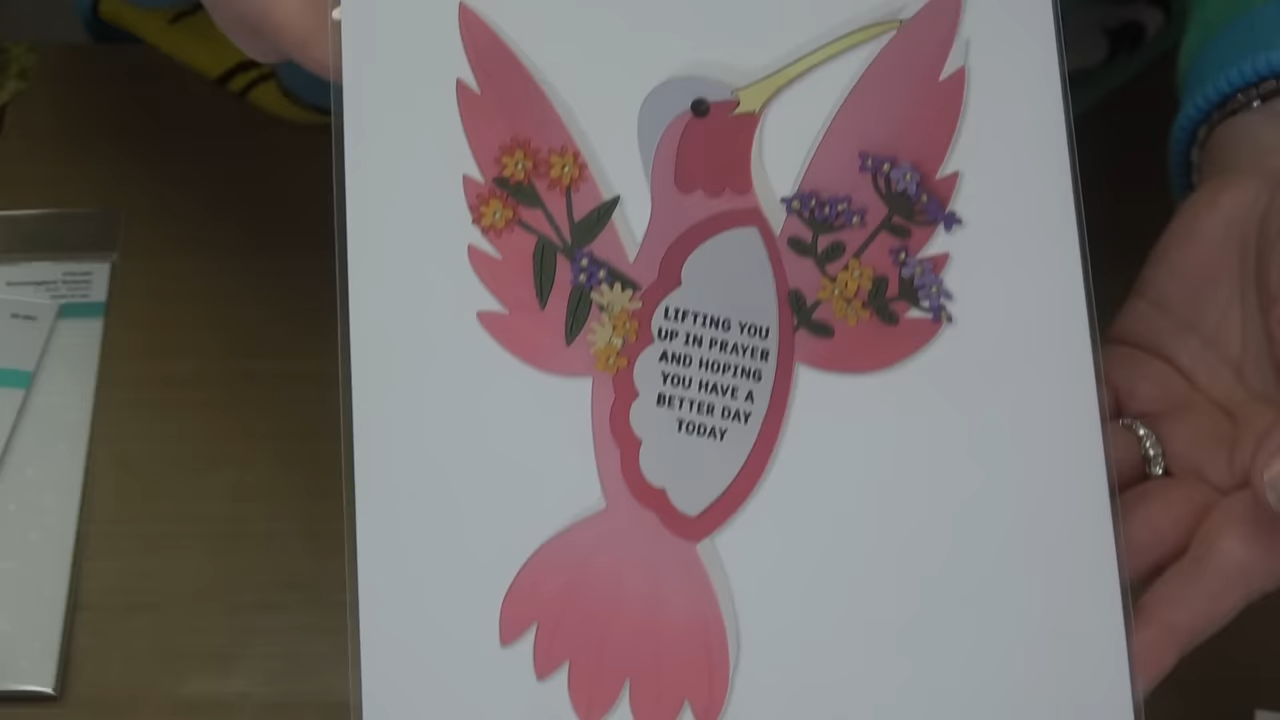 LIFTING YOU
UP IN PRAYER
AND HOPING
YOU HAVE A
BETTER DAY
TODAY